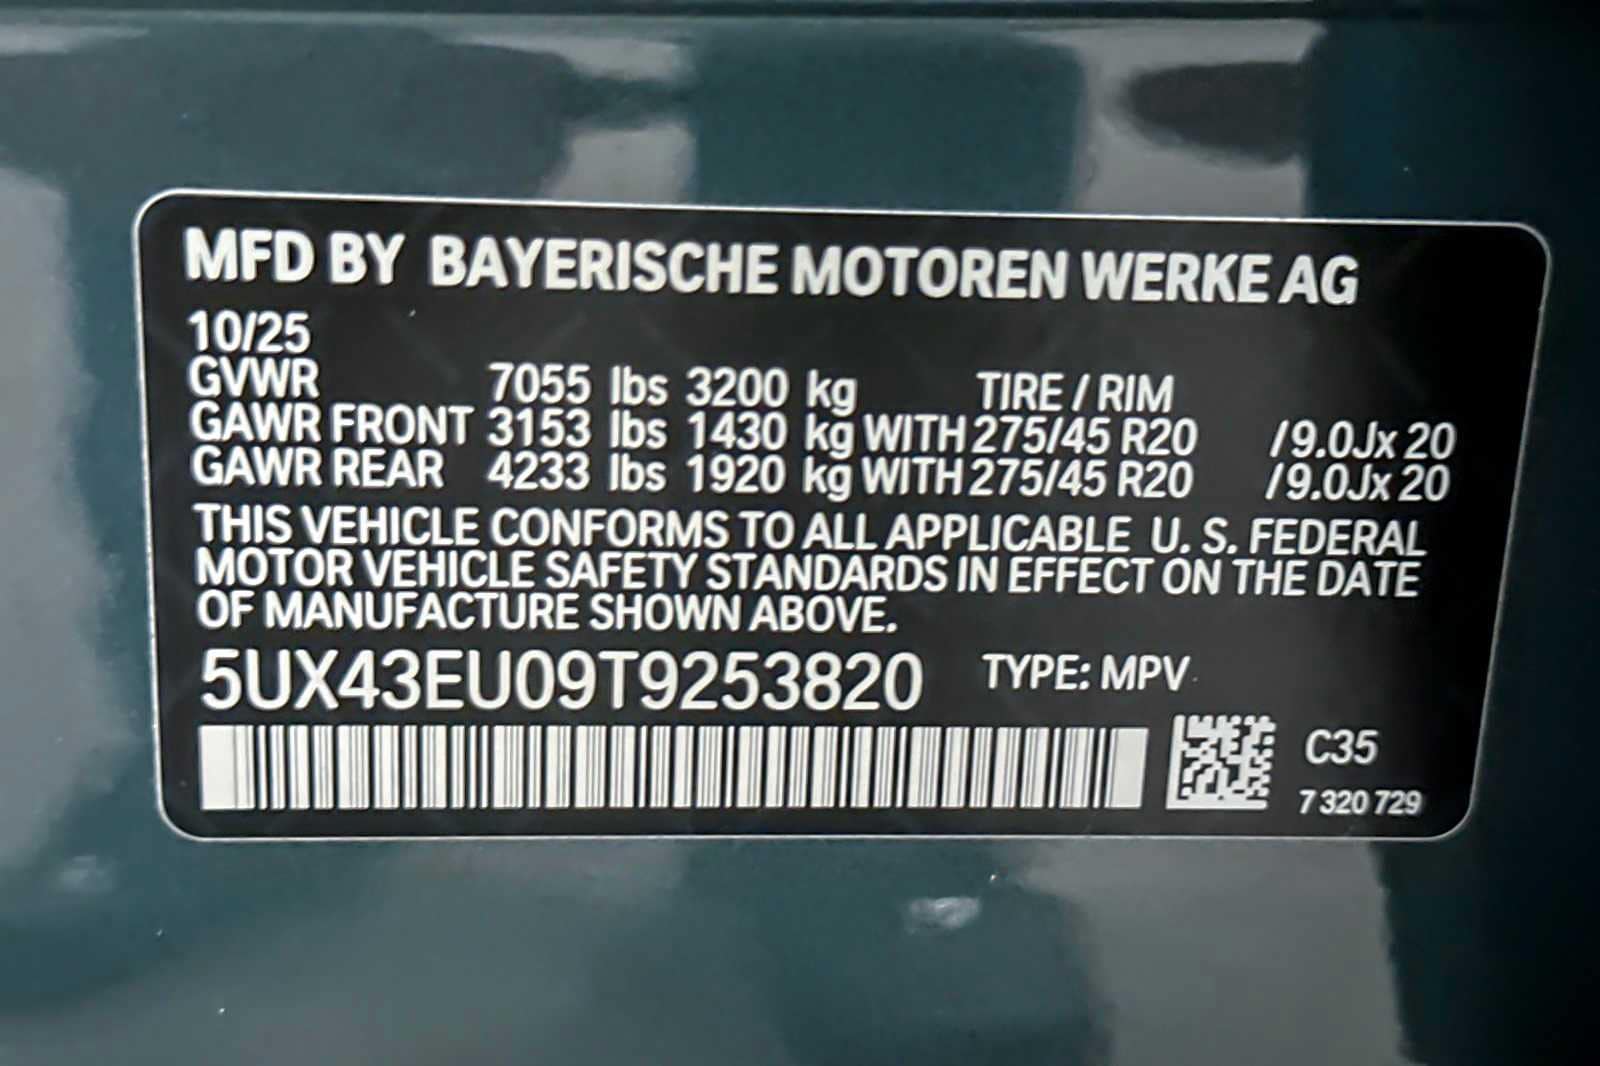 MFD BY BAYERISCHE MOTOREN WERKE AG
10/25
GVWR 7055 lbs 3200 kg TIRE / RIM
GAWR FRONT 3153 lbs 1430 kg WITH 275/45 R20 /9.0Jx 20
GAWR REAR 4233 lbs 1920 kg WITH 275/45 R20 /9.0Jx 20
THIS VEHICLE CONFORMS TO ALL APPLICABLE U. S. FEDERAL
MOTOR VEHICLE SAFETY STANDARDS IN EFFECT ON THE DATE
OF MANUFACTURE SHOWN ABOVE.
5UX43EU09T9253820 TYPE: MPV
C35
7 320 729